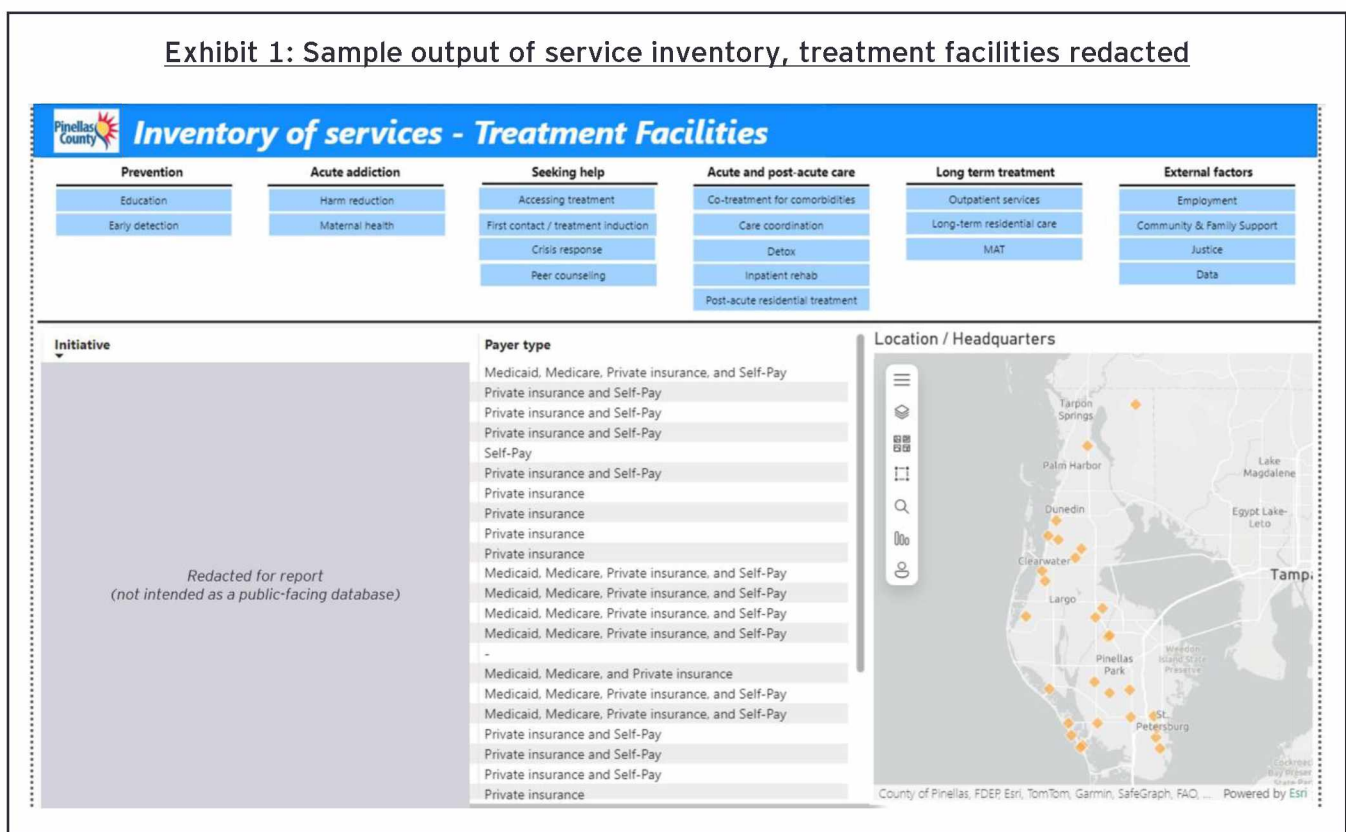 Exhibit 1: Sample output of service inventory, treatment facilities redacted
Pinellas
County
Inventory of services - Treatment Facilities
Prevention
Education
Early detection
Acute addiction
Harm reduction
Maternal health
Seeking help
Accessing treatment
First contact / treatment induction
Crisis response
Peer counseling
Acute and post-acute care
Co-treatment for comorbidities
Care coordination
Detox
Inpatient rehab
Post-acute residential treatment
Long term treatment
Outpatient services
Long-term residential care
MAT
External factors
Employment
Community & Family Support
Justice
Data
Initiative
Redacted for report
(not intended as a public-facing database)
Payer type
Medicaid, Medicare, Private insurance, and Self-Pay
Private insurance and Self-Pay
Private insurance and Self-Pay
Private insurance and Self-Pay
Self-Pay
Private insurance and Self-Pay
Private insurance
Private insurance
Private insurance
Private insurance
Medicaid, Medicare, Private insurance, and Self-Pay
Medicaid, Medicare, Private insurance, and Self-Pay
Medicaid, Medicare, Private insurance, and Self-Pay
Medicaid, Medicare, Private insurance, and Self-Pay
-
Medicaid, Medicare, and Private insurance
Medicaid, Medicare, Private insurance, and Self-Pay
Medicaid, Medicare, Private insurance, and Self-Pay
Private insurance and Self-Pay
Private insurance and Self-Pay
Private insurance and Self-Pay
Private insurance
Location / Headquarters
Tarpon
Springs
Palm Harbor
Lake
Magdalene
Dunedin
Egypt Lake-
Leto
Clearwater
Tampa
Largo
Weedon
Island State
Preserve
Pinellas
Park
St.
Petersburg
Cockroach
County of Pinellas, FDEP, Esri, TomTom, Garmin, SafeGraph, FAO, ...
Powered by Esri